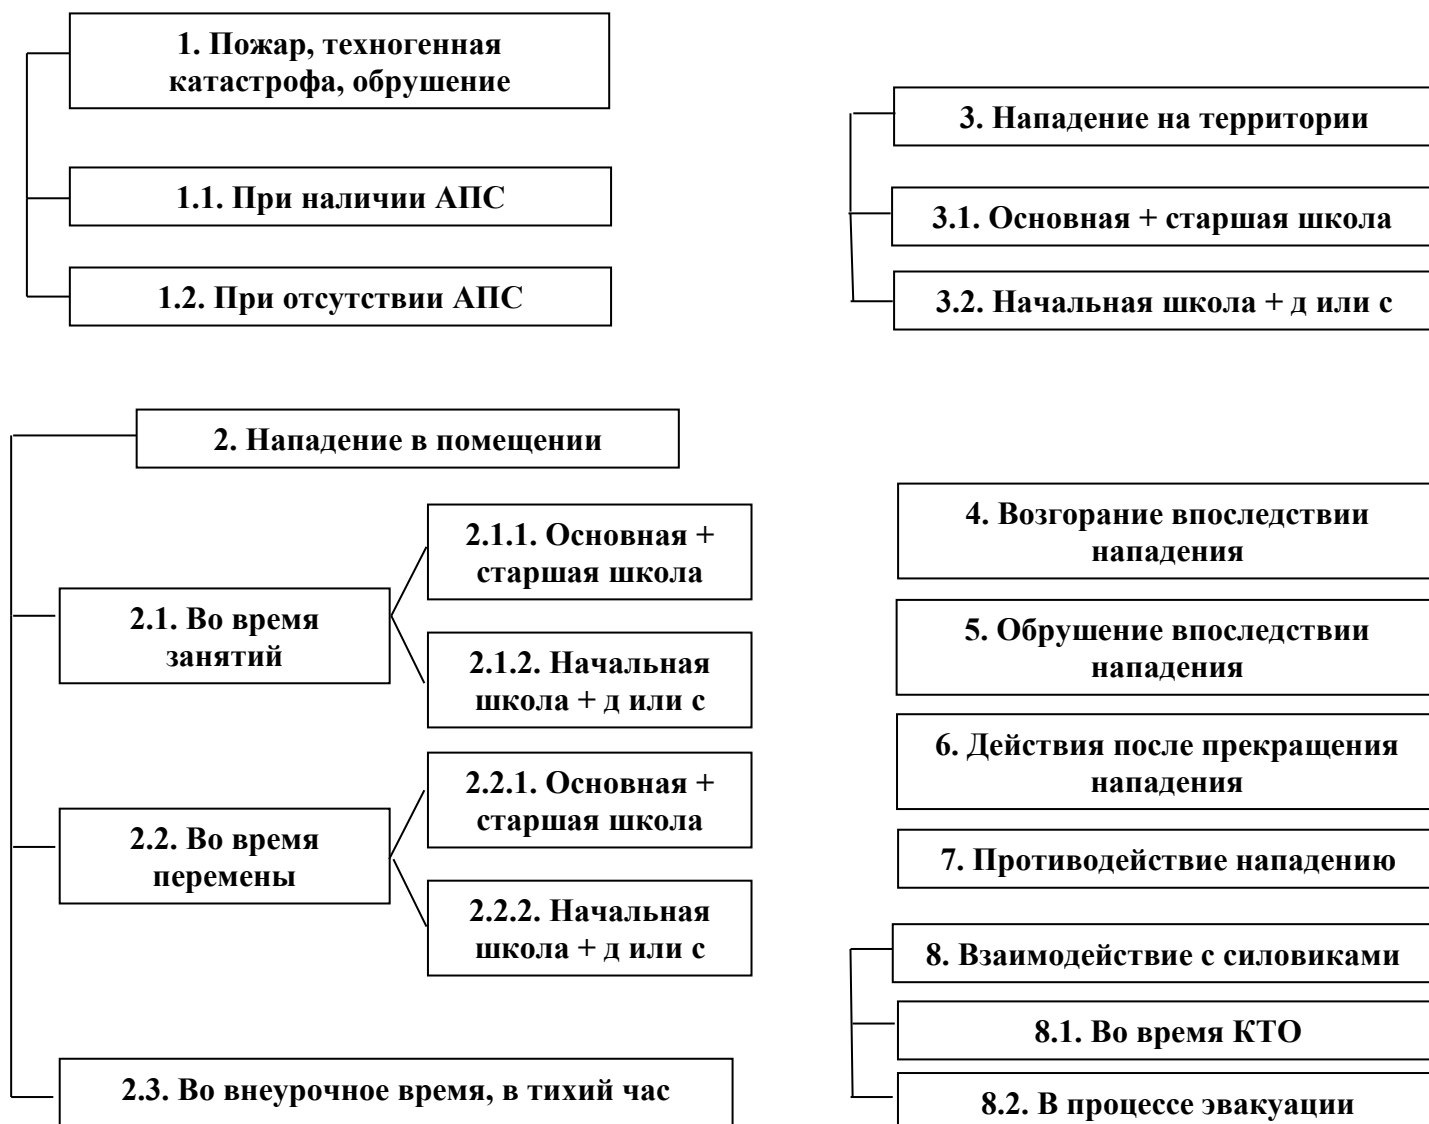 1. Пожар, техногенная
катастрофа, обрушение
1.1. При наличии АПС
1.2. При отсутствии АПС
2. Нападение в помещении
2.1. Во время
занятий
2.1.1. Основная +
старшая школа
2.1.2. Начальная
школа + д или с
2.2. Во время
перемены
2.2.1. Основная +
старшая школа
2.2.2. Начальная
школа + д или с
2.3. Во внеурочное время, в тихий час
3. Нападение на территории
3.1. Основная + старшая школа
3.2. Начальная школа + д или с
4. Возгорание впоследствии
нападения
5. Обрушение впоследствии
нападения
6. Действия после прекращения
нападения
7. Противодействие нападению
8. Взаимодействие с силовиками
8.1. Во время КТО
8.2. В процессе эвакуации